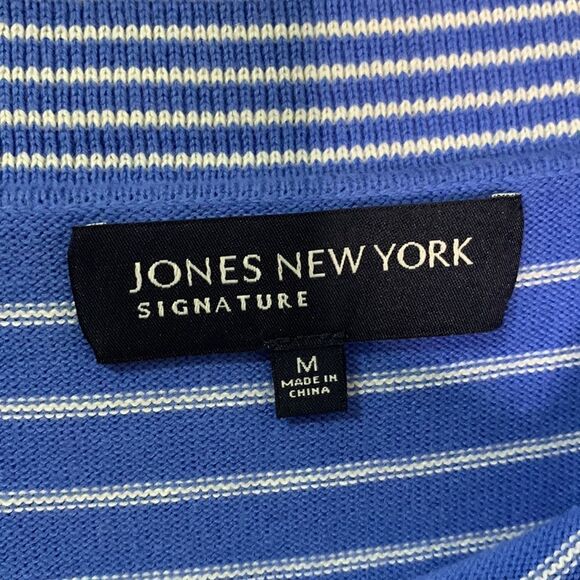 JONES NEW YORK
SIGNATURE
M
MADE IN
CHINA